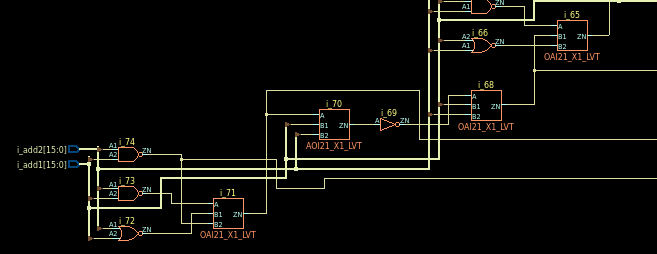 A1 ZN
i_65
A
B1 ZN
B2
OAI21_X1_LVT
i_66
A2 ZN
A1
i_68
A
B1 ZN
B2
OAI21_X1_LVT
i_70
A
B1 ZN
B2
AOI21_X1_LVT
i_69
A ZN
i_add2[15:0]
i_add1[15:0]
i_74
A1 ZN
A2
i_73
A1 ZN
A2
i_71
A
B1 ZN
B2
OAI21_X1_LVT
i_72
A1 ZN
A2